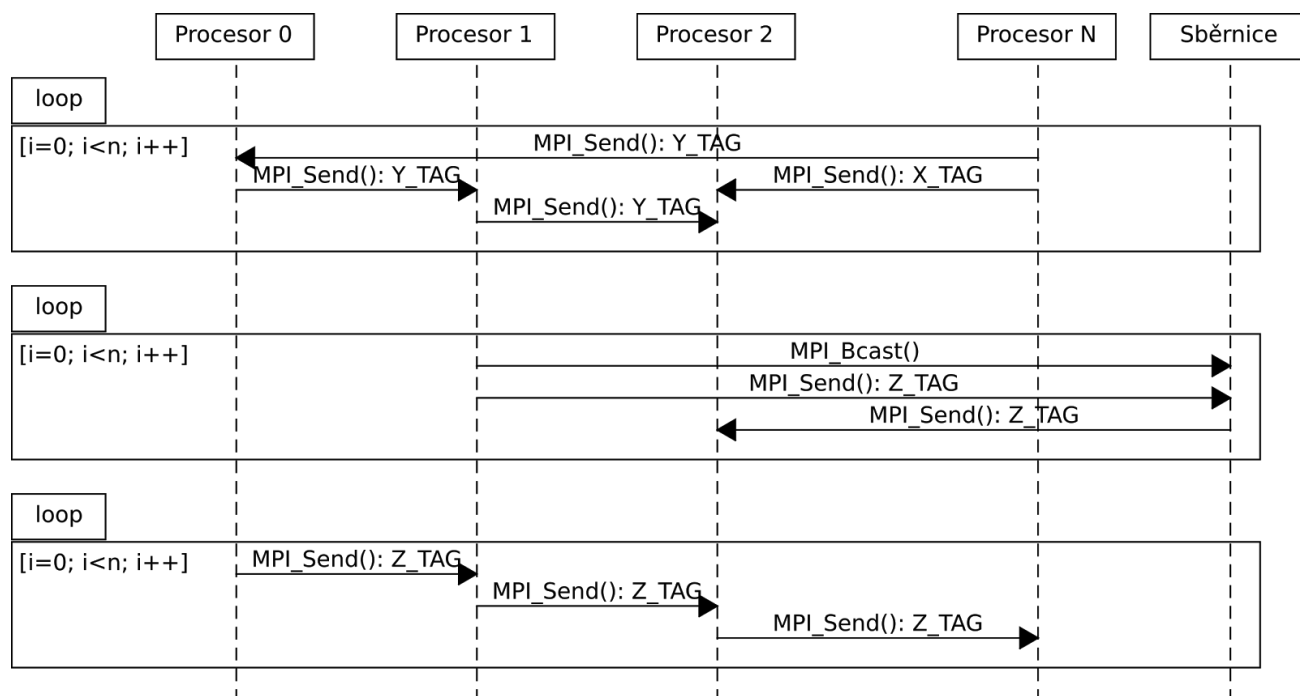 Procesor 0
Procesor 1
Procesor 2
Procesor N
Sběrnice
loop
[i=0; i<n; i++]
MPI_Send(): Y_TAG
MPI_Send(): Y_TAG
MPI_Send(): X_TAG
MPI_Send(): Y_TAG
loop
[i=0; i<n; i++]
MPI_Bcast()
MPI_Send(): Z_TAG
MPI_Send(): Z_TAG
loop
[i=0; i<n; i++]
MPI_Send(): Z_TAG
MPI_Send(): Z_TAG
MPI_Send(): Z_TAG